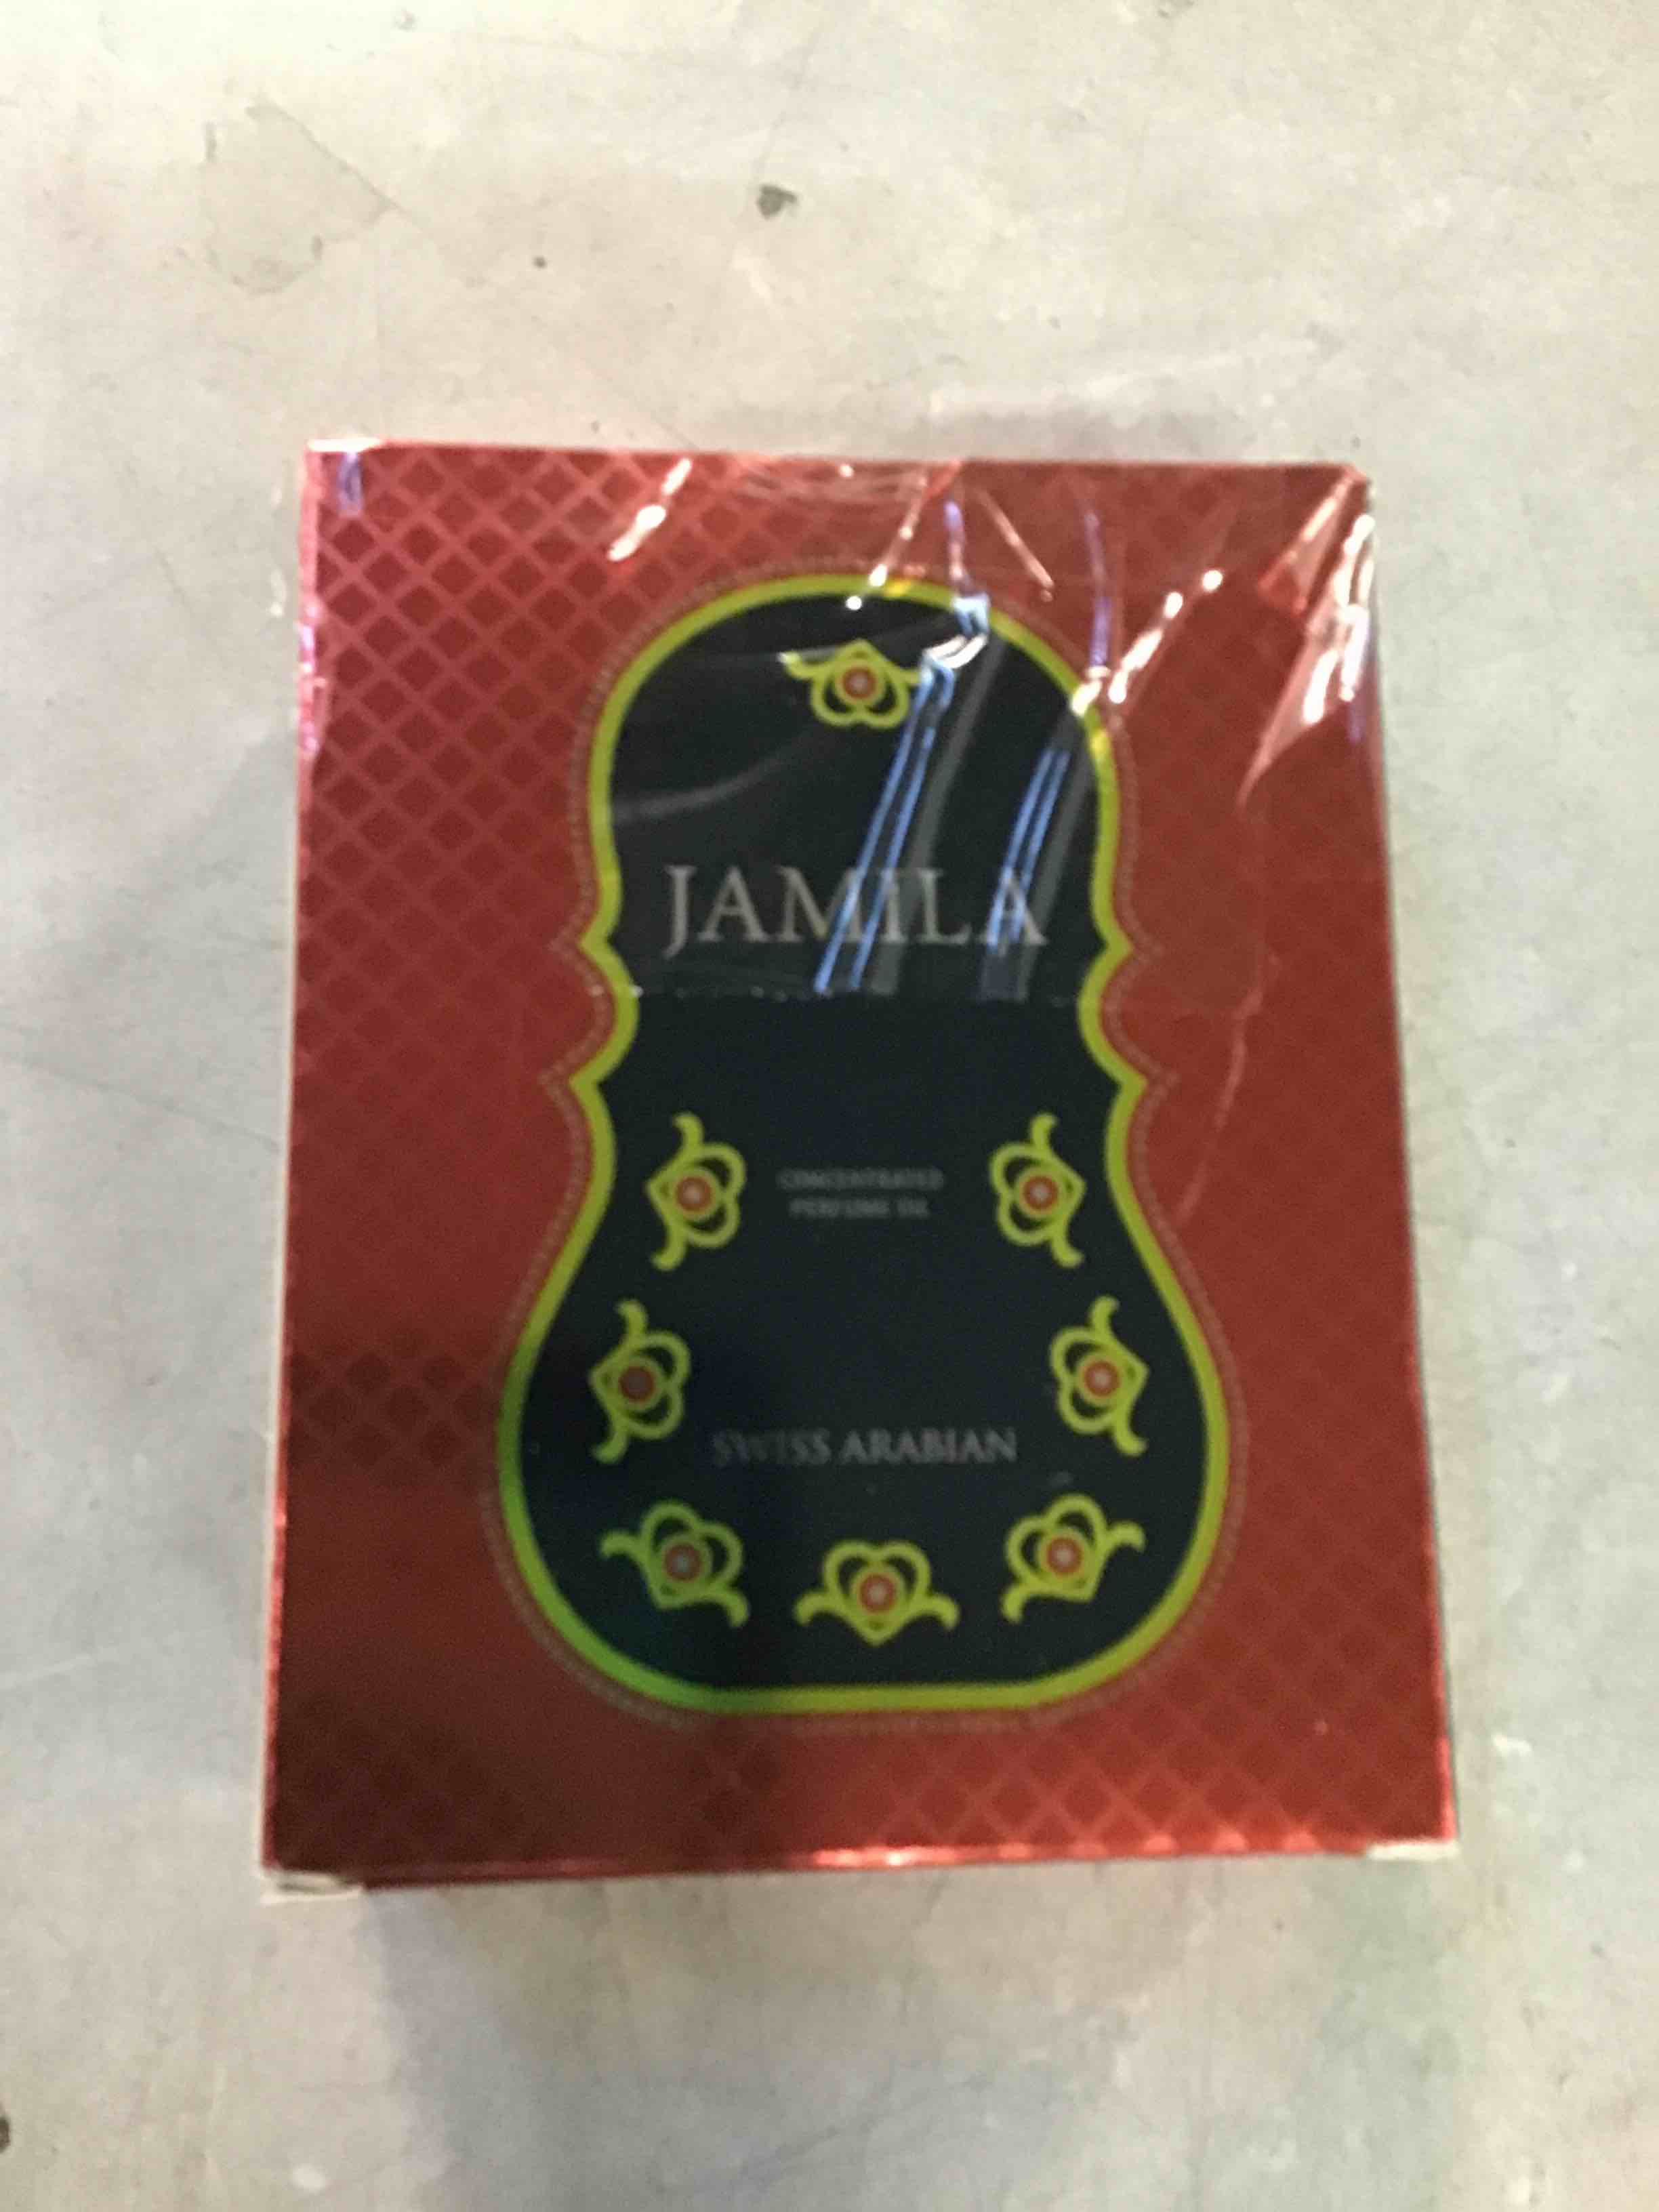 JAMILA
CONCENTRATED
PERFUME OIL
SWISS ARABIAN